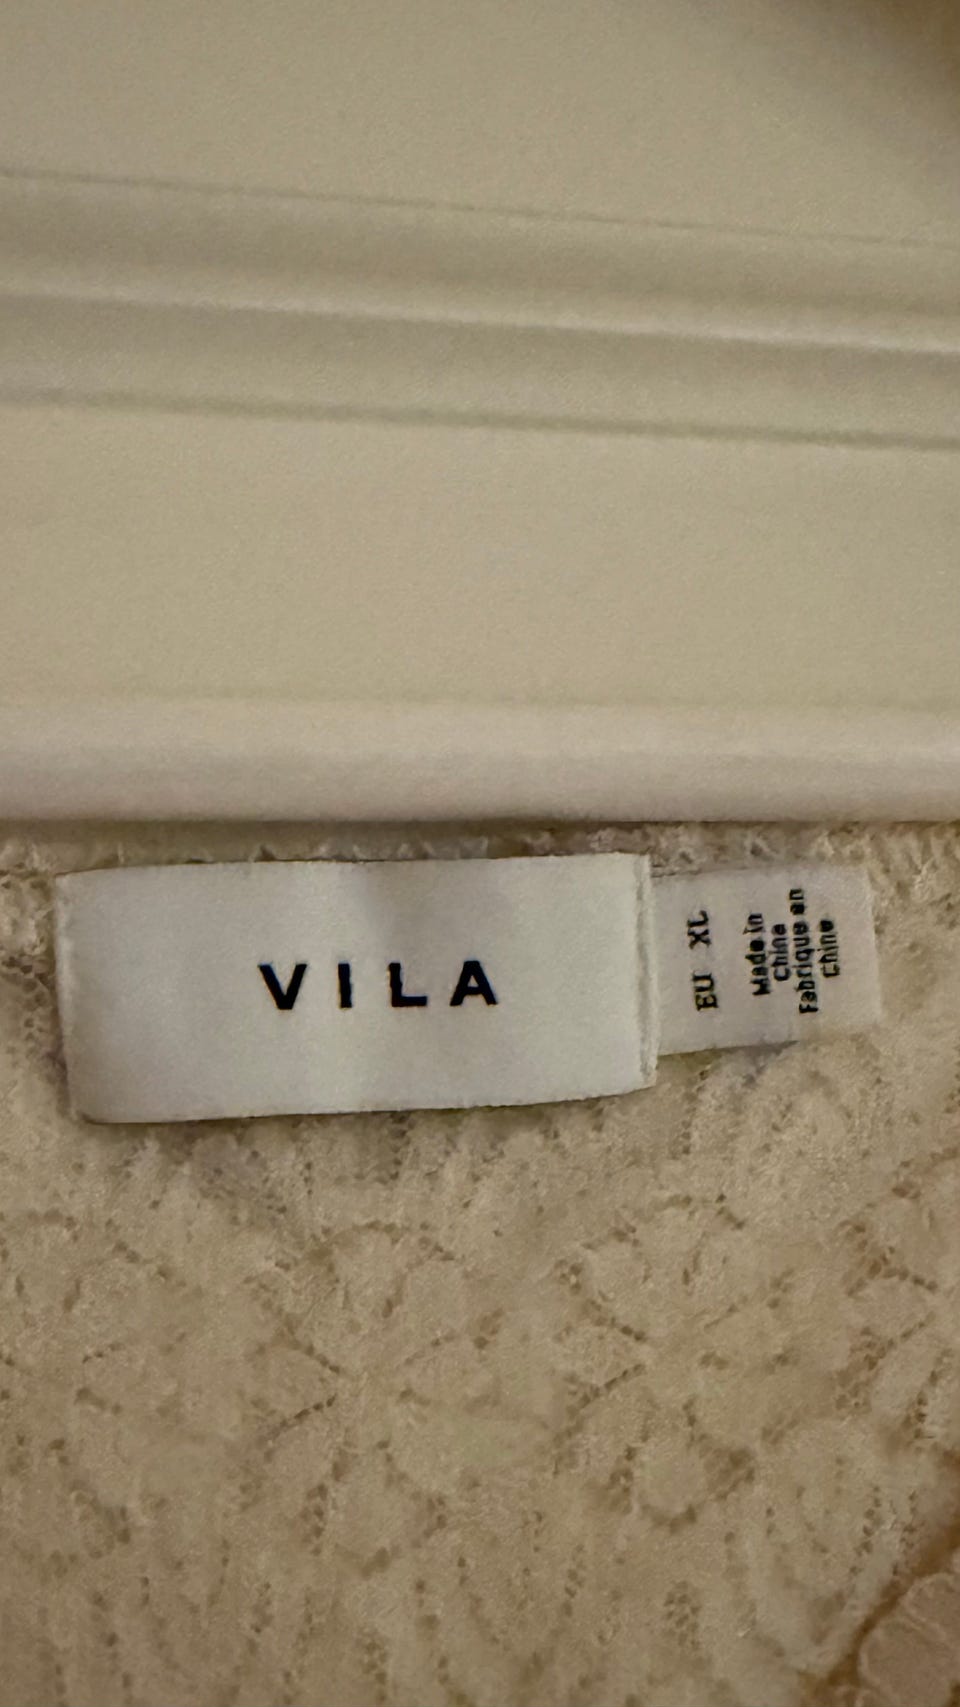 VILA
EU XL
Made in
China
Fabriqué en
Chine